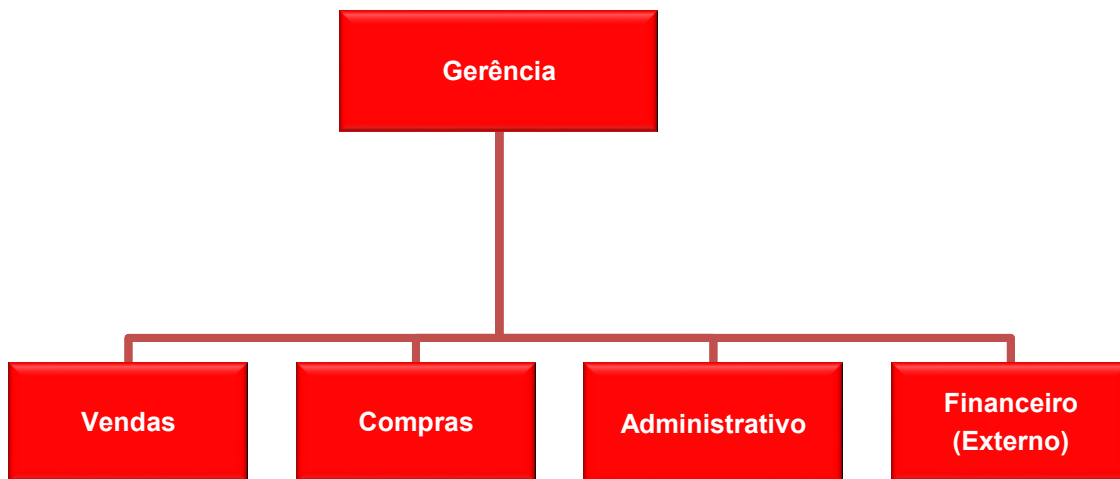 Gerência
Vendas
Compras
Administrativo
Financeiro
(Externo)